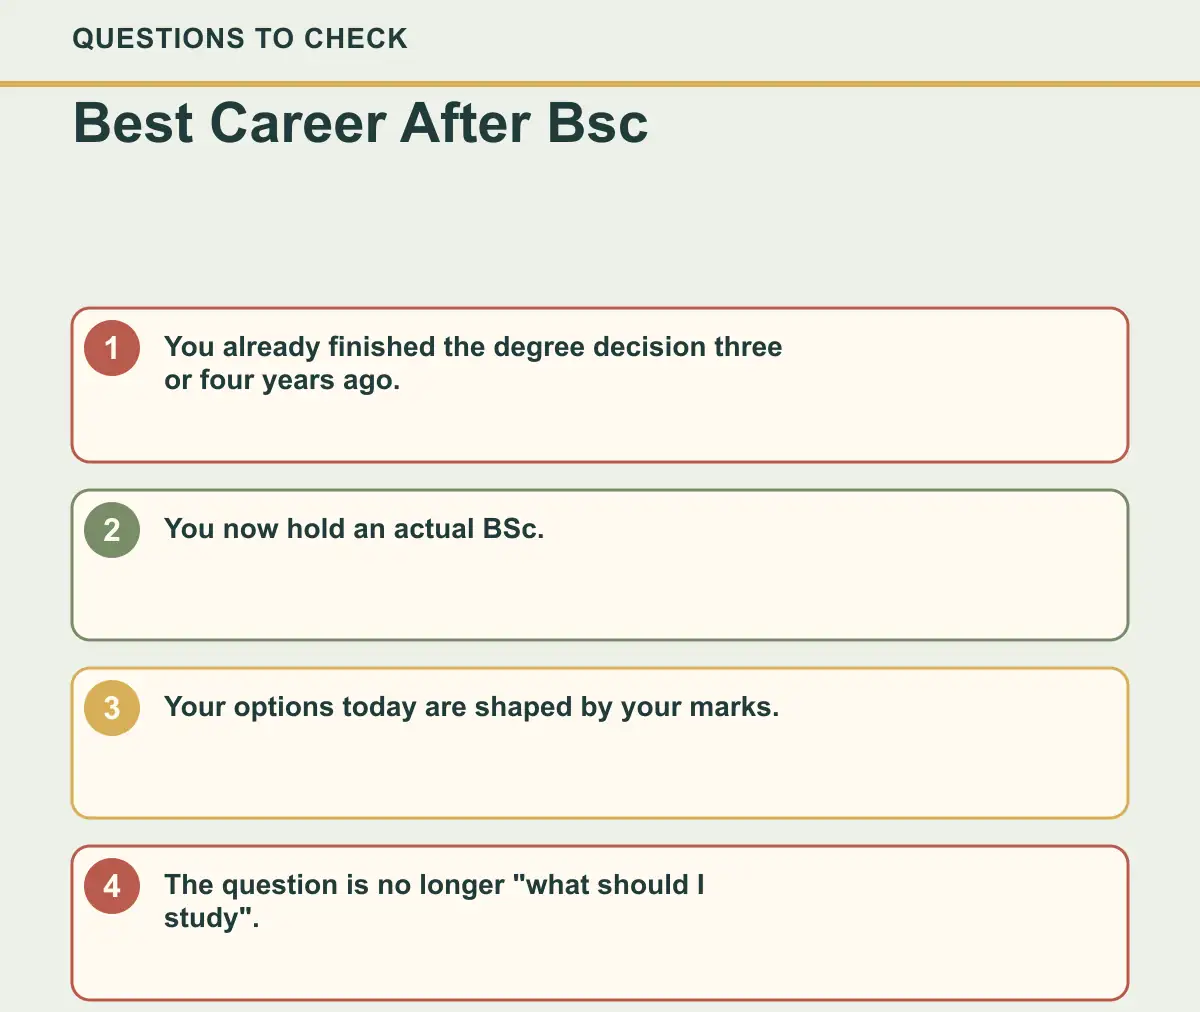 QUESTIONS TO CHECK
Best Career After Bsc
1
You already finished the degree decision three
or four years ago.
2
You now hold an actual BSc.
3
Your options today are shaped by your marks.
4
The question is no longer "what should I
study".